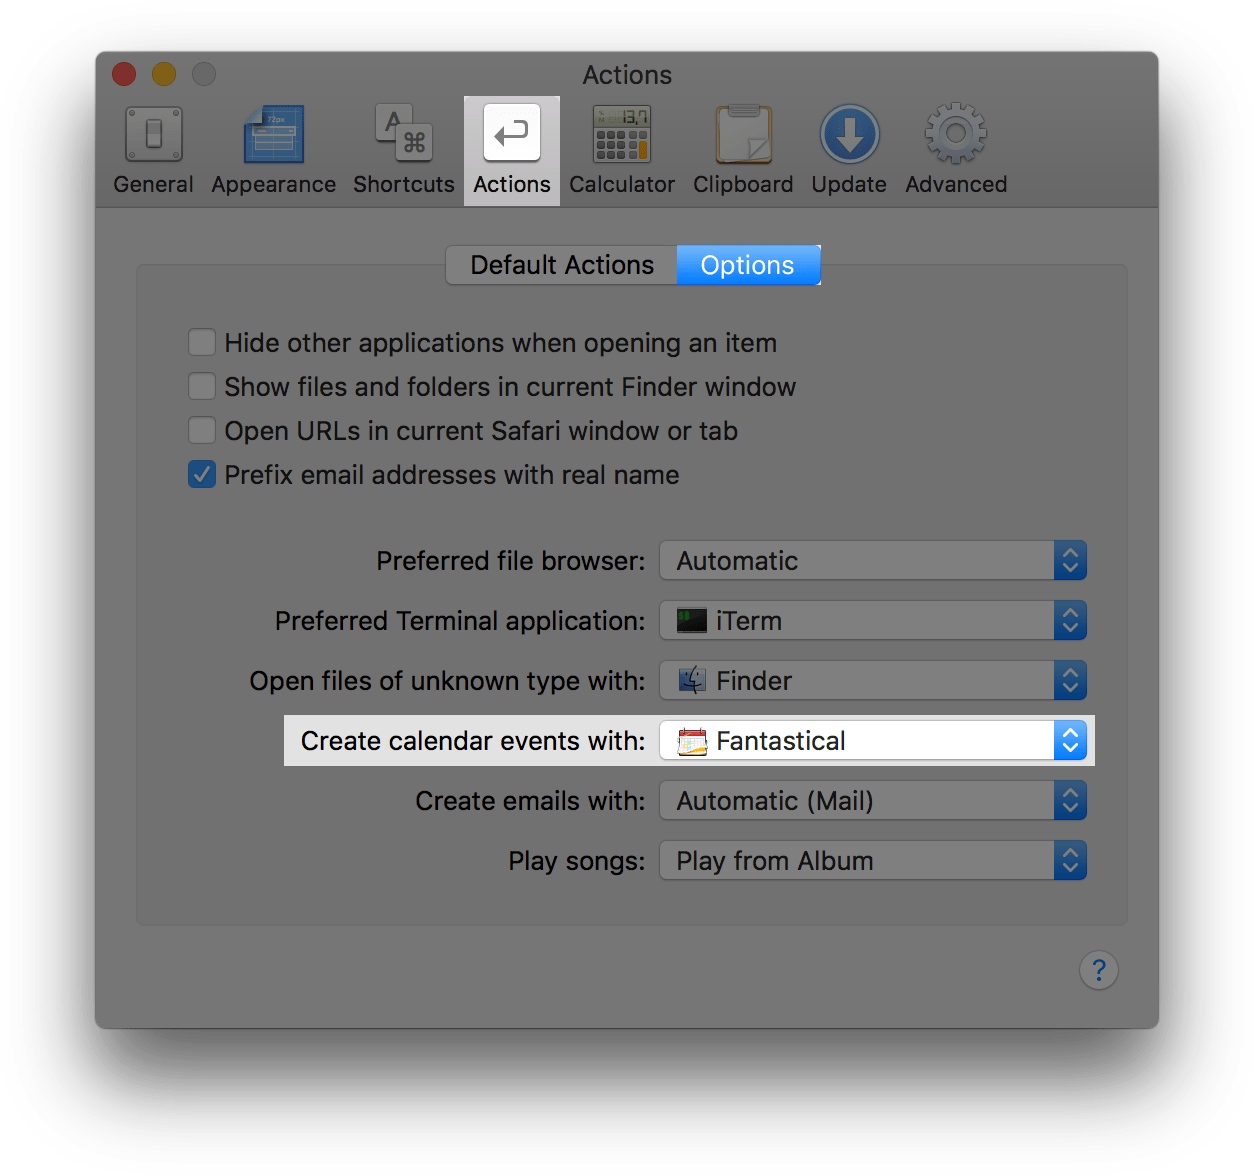 Actions
General Appearance Shortcuts Actions Calculator Clipboard Update Advanced
Default Actions Options
Hide other applications when opening an item
Show files and folders in current Finder window
Open URLs in current Safari window or tab
Prefix email addresses with real name
Preferred file browser: Automatic
Preferred Terminal application: iTerm
Open files of unknown type with: Finder
Create calendar events with: Fantastical
Create emails with: Automatic (Mail)
Play songs: Play from Album
?